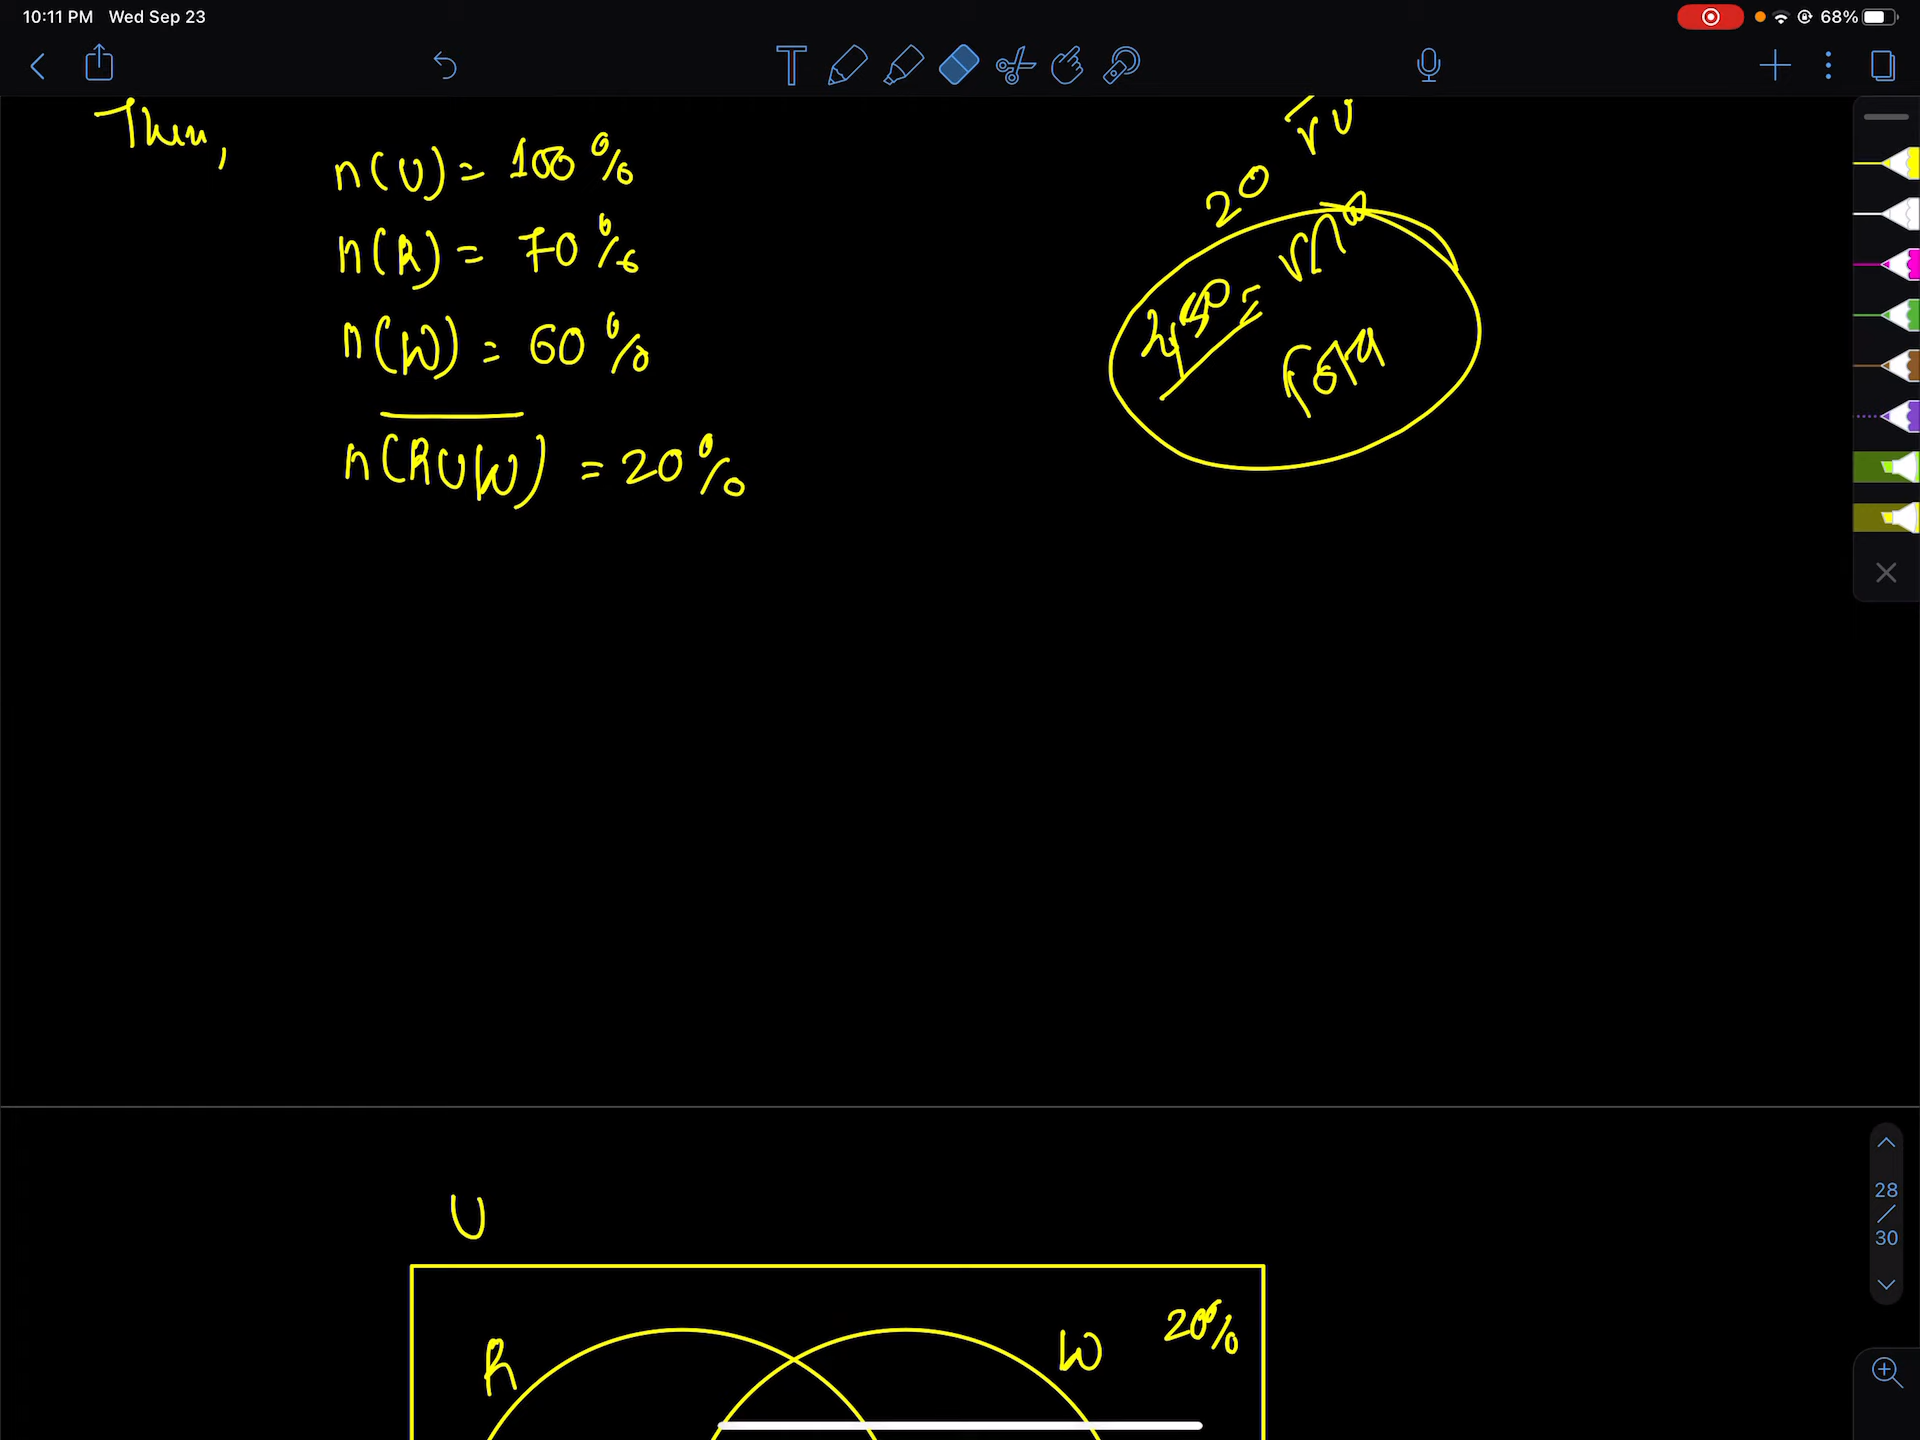 10:11 PM Wed Sep 23
68%
Then,
n(U) = 100%
n(R) = 70%
n(W) = 60%
n(R∪W)̅ = 20%
20
28
/
30
U
R
W
20%